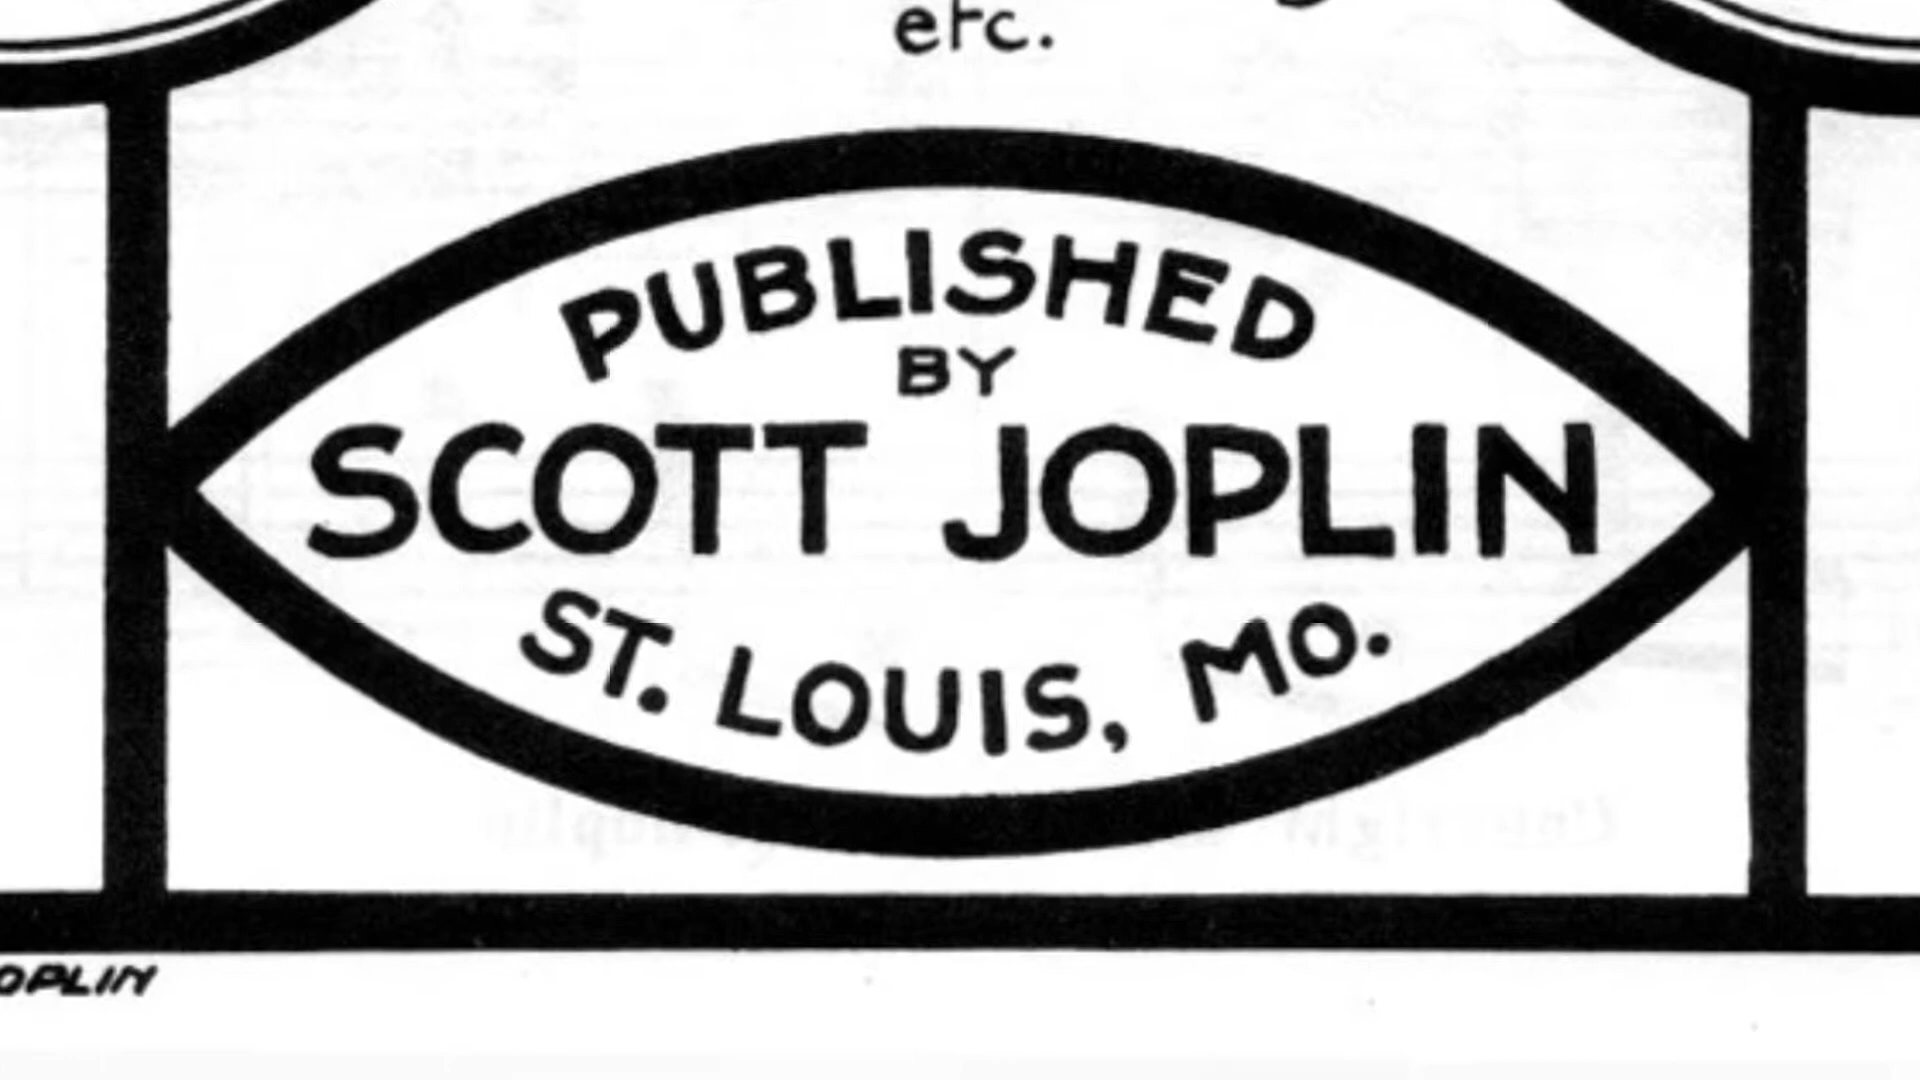 etc.
PUBLISHED
BY
SCOTT JOPLIN
ST. LOUIS, MO.
OPLIN